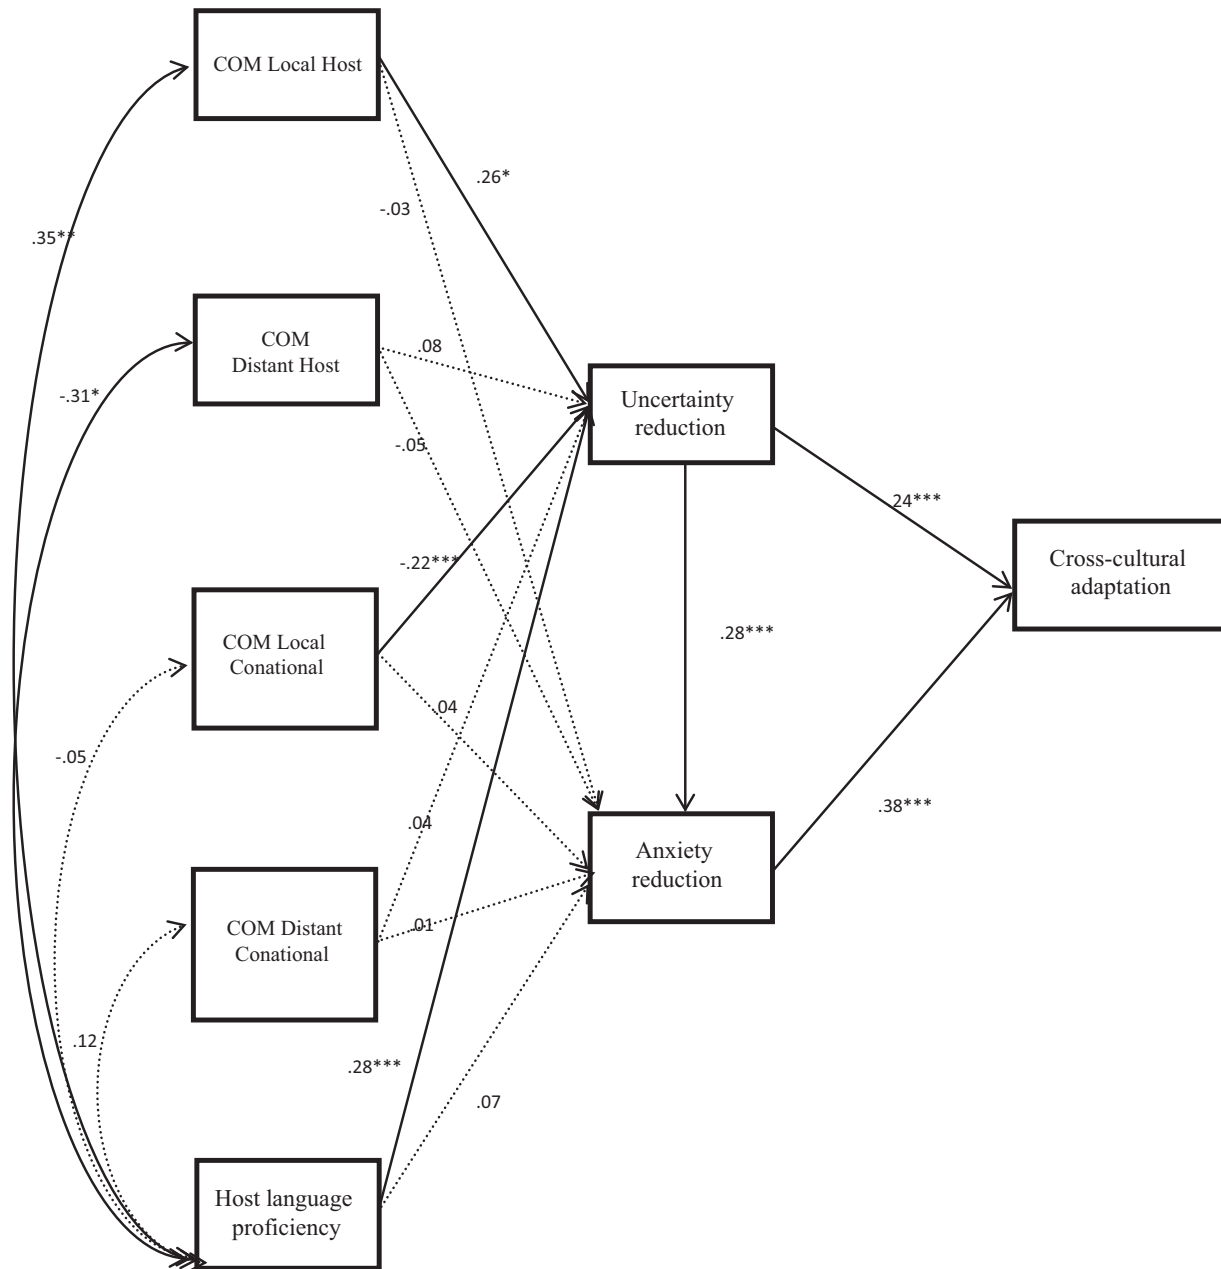 COM Local Host
.26*
-.03
.35**
COM
Distant Host
.08
-.31*
Uncertainty
reduction
-.05
.24***
-.22***
Cross-cultural
adaptation
COM Local
Conational
.28***
.04
-.05
.38***
.04
Anxiety
reduction
COM Distant
Conational
.01
.12
.28***
.07
Host language
proficiency